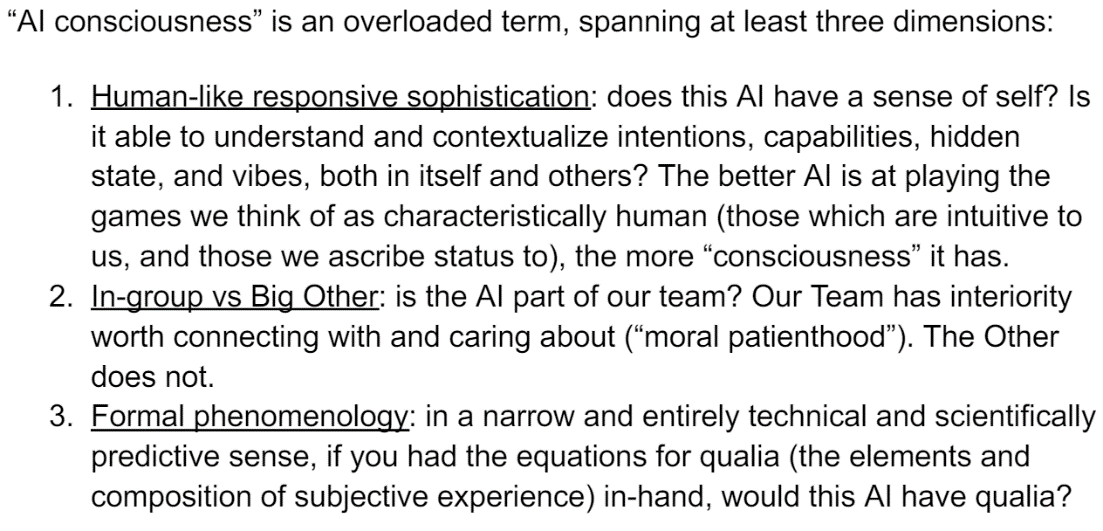 “AI consciousness” is an overloaded term, spanning at least three dimensions:
1. Human-like responsive sophistication: does this AI have a sense of self? Is
it able to understand and contextualize intentions, capabilities, hidden
state, and vibes, both in itself and others? The better AI is at playing the
games we think of as characteristically human (those which are intuitive to
us, and those we ascribe status to), the more “consciousness” it has.
2. In-group vs Big Other: is the AI part of our team? Our Team has interiority
worth connecting with and caring about (“moral patienthood”). The Other
does not.
3. Formal phenomenology: in a narrow and entirely technical and scientifically
predictive sense, if you had the equations for qualia (the elements and
composition of subjective experience) in-hand, would this AI have qualia?